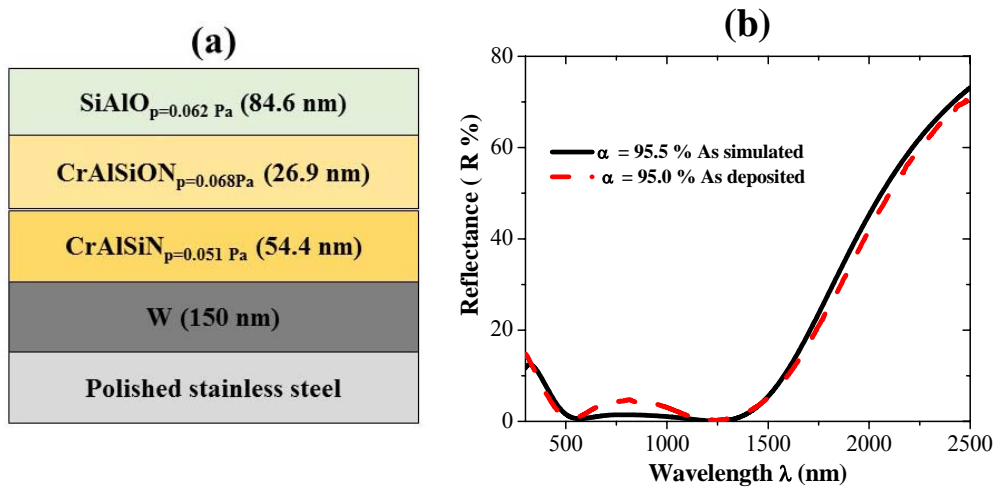 (a)
SiAlOp=0.062 Pa (84.6 nm)
CrAlSiONp=0.068Pa (26.9 nm)
CrAlSiNp=0.051 Pa (54.4 nm)
W (150 nm)
Polished stainless steel
(b)
80
60
40
20
0
Reflectance ( R %)
α = 95.5 % As simulated
α = 95.0 % As deposited
500 1000 1500 2000 2500
Wavelength λ (nm)